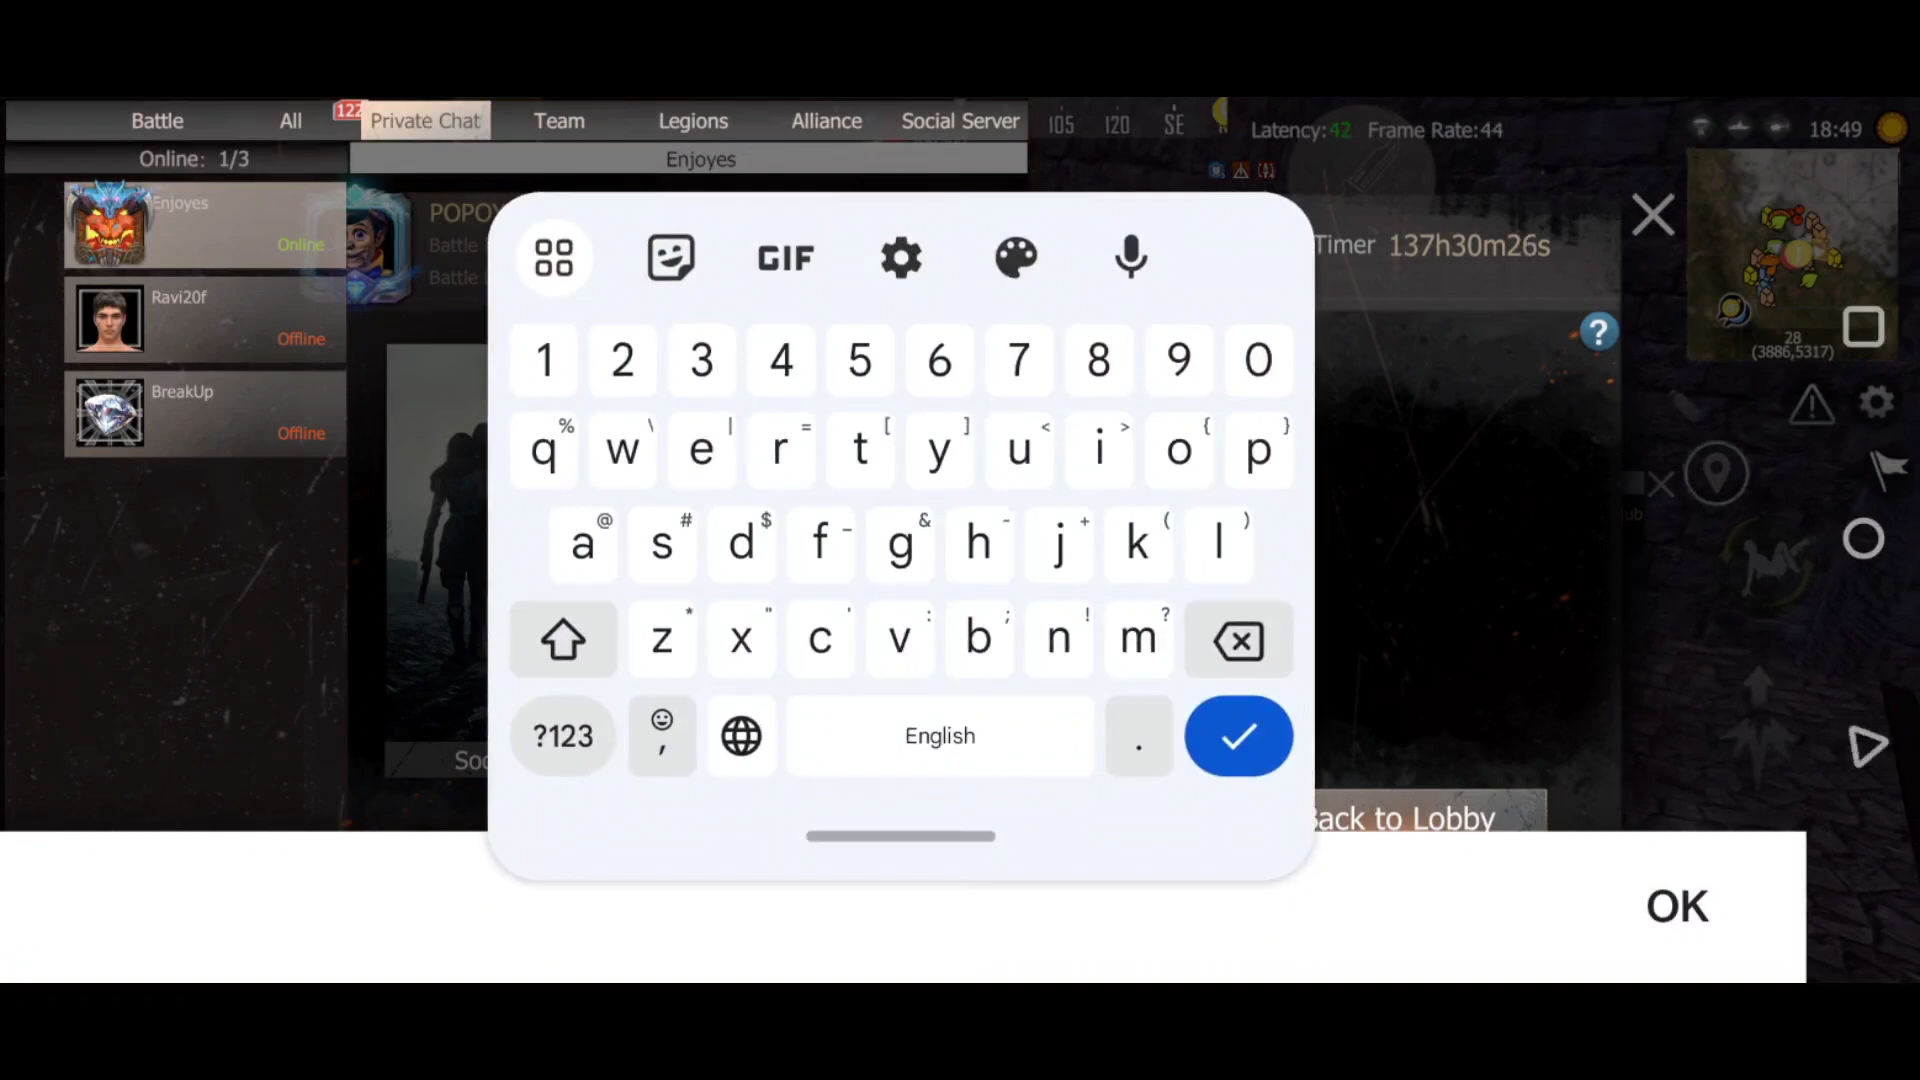 Battle All 122 Private Chat Team Legions Alliance Social Server 105 120 SE Latency:42 Frame Rate:44 18:49
Online: 1/3 Enjoyes
Enjoyes
Online
Battle
Battle
Ravi20f
Offline
BreakUp
Offline
Timer 137h30m26s
?
28
(3886,5317)
GIF
1 2 3 4 5 6 7 8 9 0
% \ | = [ ] < > { }
q w e r t y u i o p
@ # $ _ & - + ( )
a s d f g h j k l
* " ' : ; ! ?
z x c v b n m
?123 , English .
Back to Lobby
OK